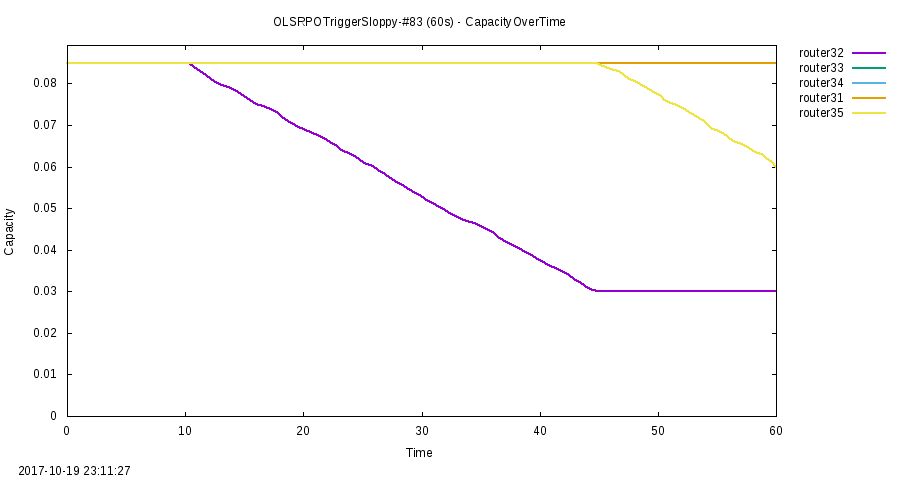 OLSRPOTriggerSloppy-#83 (60s) - CapacityOverTime
router32
router33
router34
router31
router35
Capacity
0.08
0.07
0.06
0.05
0.04
0.03
0.02
0.01
0
0 10 20 30 40 50 60
Time
2017-10-19 23:11:27